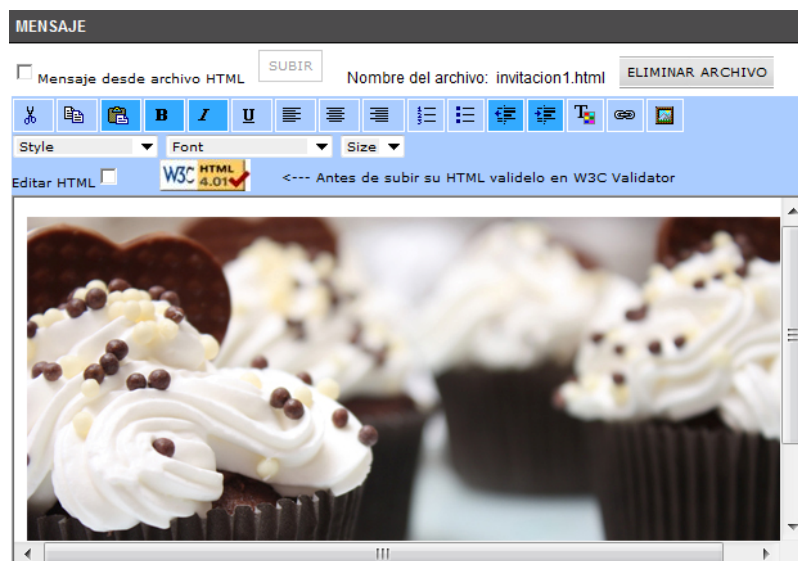 MENSAJE
Mensaje desde archivo HTML SUBIR Nombre del archivo: invitacion1.html ELIMINAR ARCHIVO
B I U
Style Font Size
Editar HTML W3C HTML 4.01 <--- Antes de subir su HTML validelo en W3C Validator